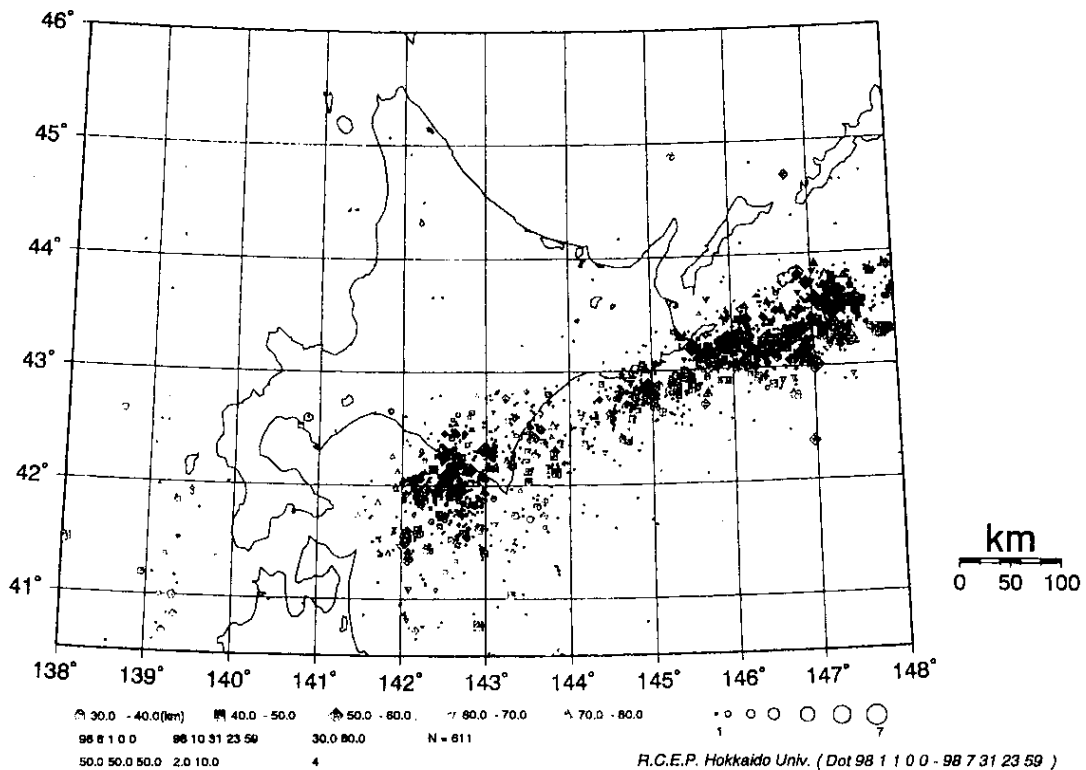 46°
45°
44°
43°
42°
41°
138° 139° 140° 141° 142° 143° 144° 145° 146° 147° 148°
km
0 50 100
30.0 - 40.0(km) 40.0 - 50.0 50.0 - 60.0 60.0 - 70.0 70.0 - 80.0
1 7
98 8 1 0 0 98 10 31 23 59 30.0 80.0 N = 611
50.0 50.0 50.0 2.0 10.0 4 R.C.E.P. Hokkaido Univ. ( Dot 98 1 1 0 0 - 98 7 31 23 59 )